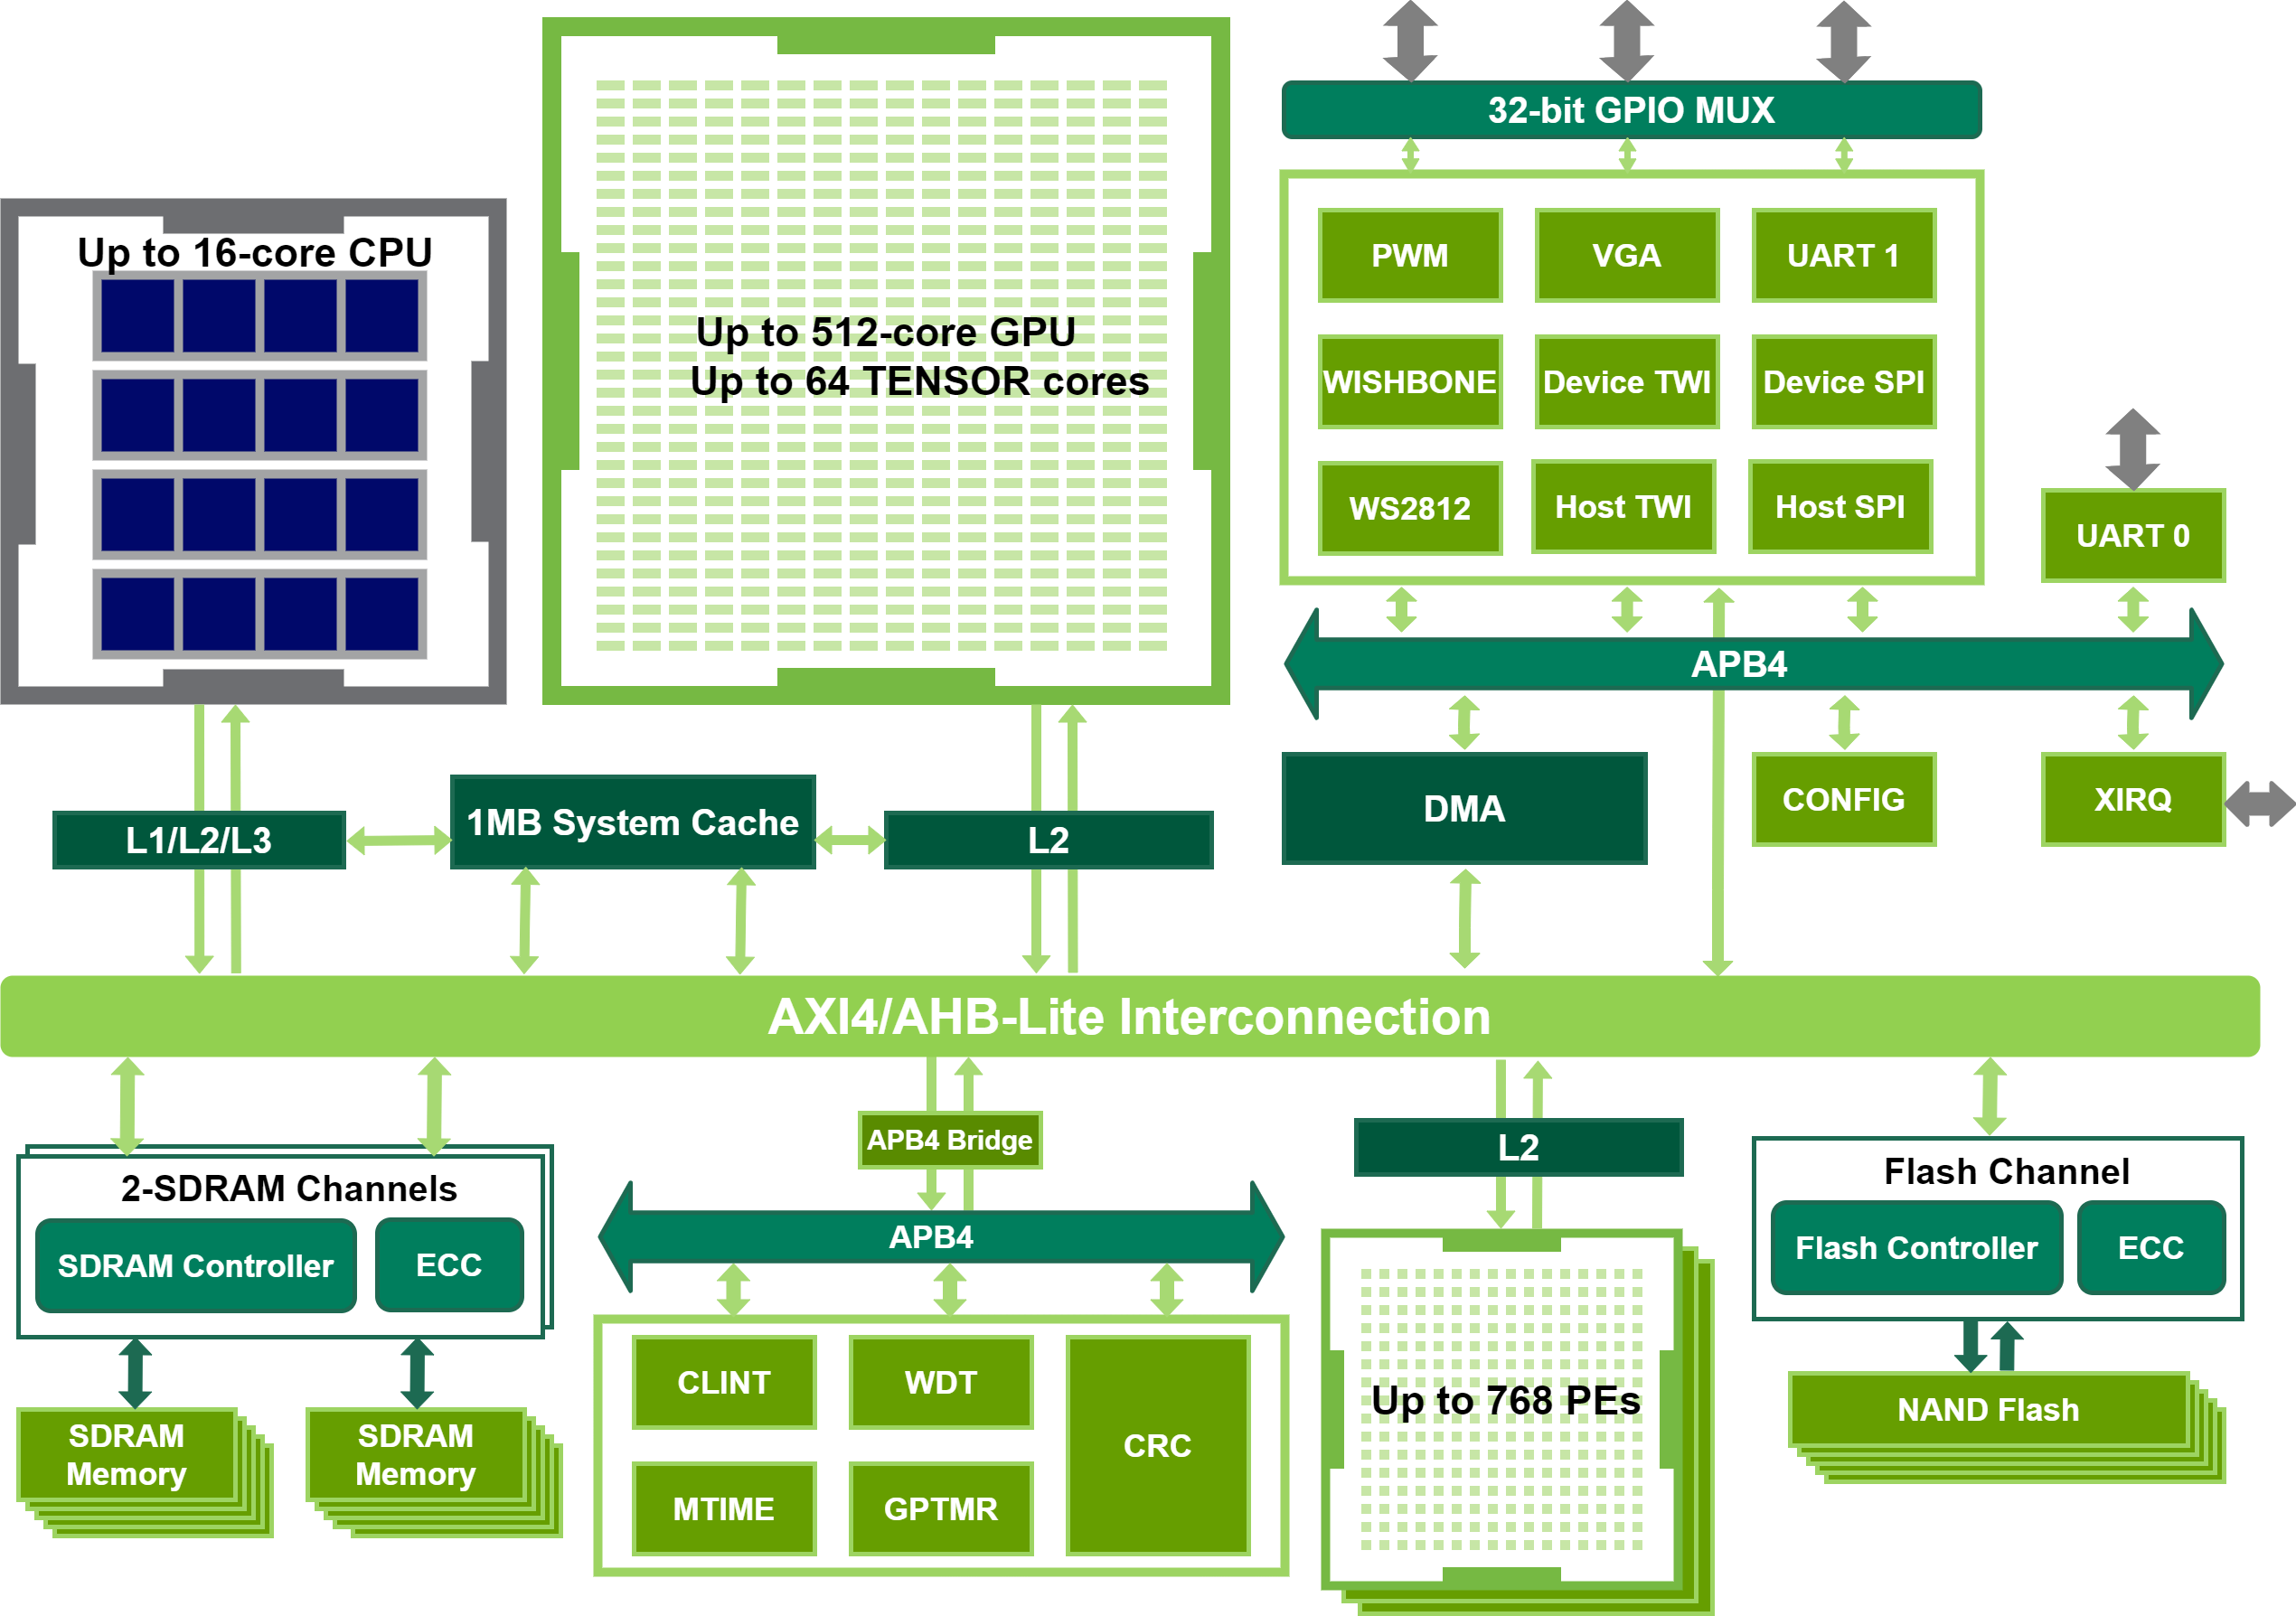 32-bit GPIO MUX
Up to 16-core CPU
Up to 512-core GPU
Up to 64 TENSOR cores
PWM
VGA
UART 1
WISHBONE
Device TWI
Device SPI
WS2812
Host TWI
Host SPI
UART 0
APB4
L1/L2/L3
1MB System Cache
L2
DMA
CONFIG
XIRQ
AXI4/AHB-Lite Interconnection
2-SDRAM Channels
SDRAM Controller
ECC
SDRAM
Memory
SDRAM
Memory
APB4 Bridge
APB4
CLINT
WDT
CRC
MTIME
GPTMR
L2
Up to 768 PEs
Flash Channel
Flash Controller
ECC
NAND Flash